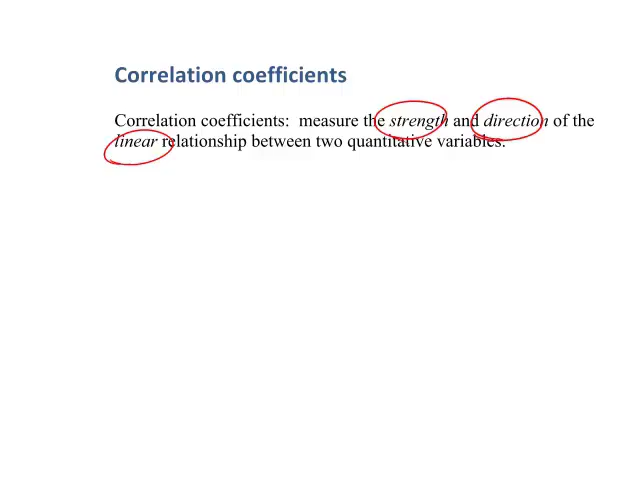 Correlation coefficients
Correlation coefficients:  measure the strength and direction of the
linear relationship between two quantitative variables.